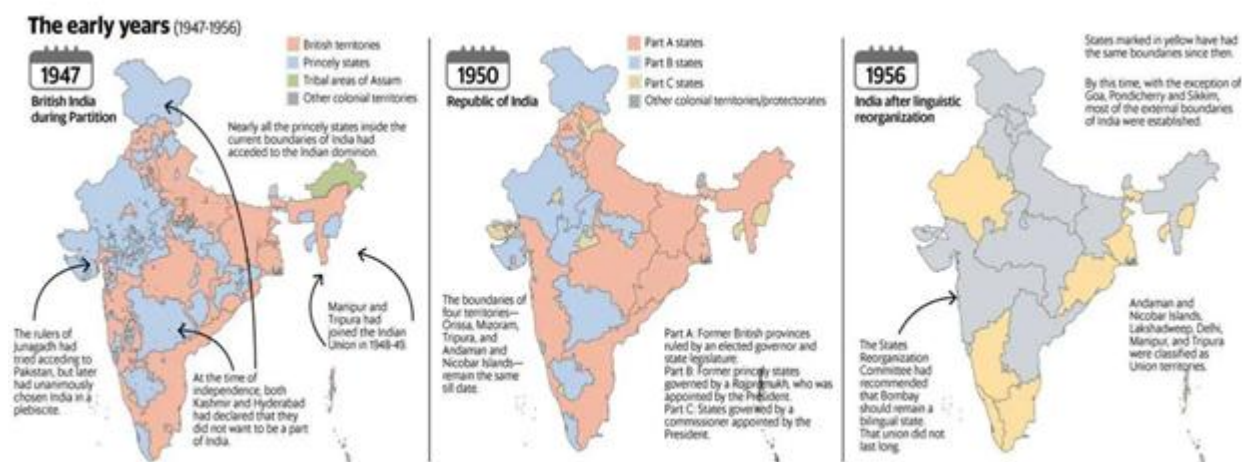 The early years (1947-1956)
1947
British India
during Partition
British territories
Princely states
Tribal areas of Assam
Other colonial territories
Nearly all the princely states inside the
current boundaries of India had
acceded to the Indian dominion.
The rulers of
Junagadh had
tried acceding to
Pakistan, but later
had unanimously
chosen India in a
plebiscite.
At the time of
independence, both
Kashmir and Hyderabad
had declared that they
did not want to be a part
of India.
Manipur and
Tripura had
joined the Indian
Union in 1948-49.
1950
Republic of India
Part A states
Part B states
Part C states
Other colonial territories/protectorates
The boundaries of
four territories—
Orissa, Mizoram,
Tripura, and
Andaman and
Nicobar Islands—
remain the same
till date.
Part A: Former British provinces
ruled by an elected governor and
state legislature.
Part B: Former princely states
governed by a Rajpramukh, who was
appointed by the President.
Part C: States governed by a
commissioner appointed by the
President.
1956
India after linguistic
reorganization
States marked in yellow have had
the same boundaries since then.
By this time, with the exception of
Goa, Pondicherry and Sikkim,
most of the external boundaries
of India were established.
The States
Reorganization
Committee had
recommended
that Bombay
should remain a
bilingual state.
That union did not
last long.
Andaman and
Nicobar Islands,
Lakshadweep, Delhi,
Manipur, and Tripura
were classified as
Union territories.